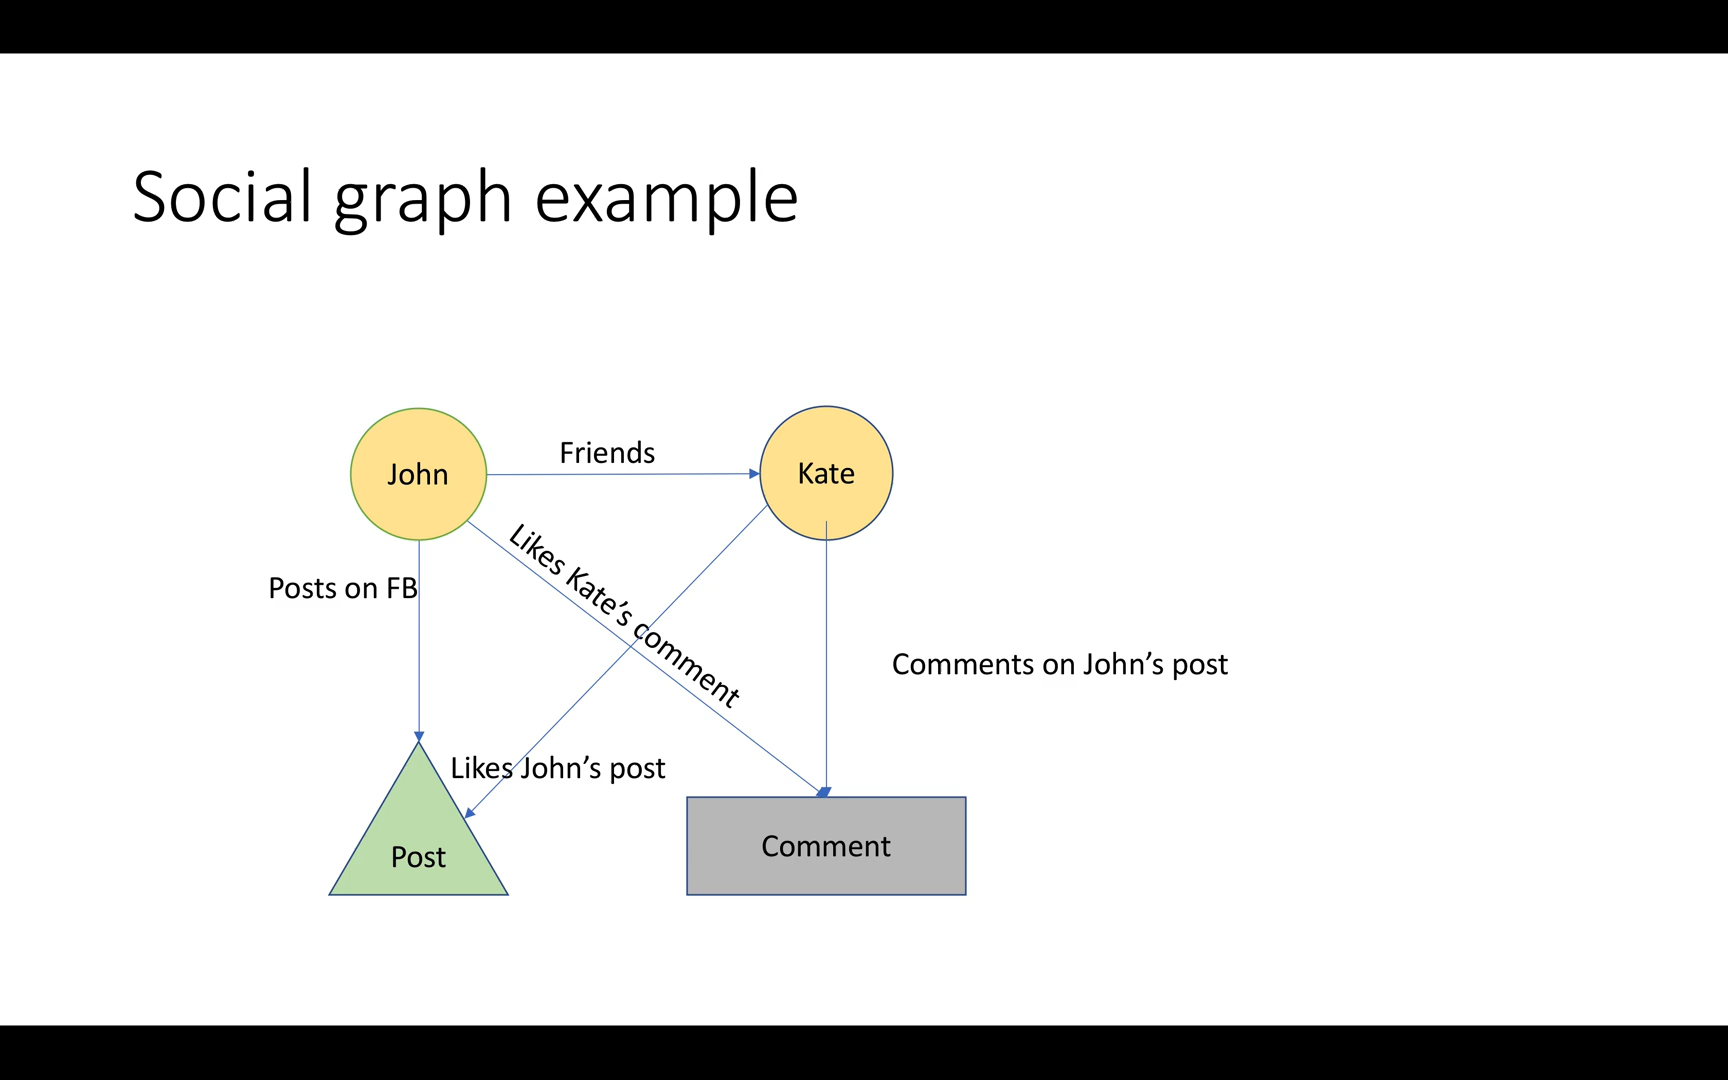 Social graph example
Friends
John
Kate
Likes Kate’s comment
Posts on FB
Comments on John’s post
Likes John’s post
Post
Comment